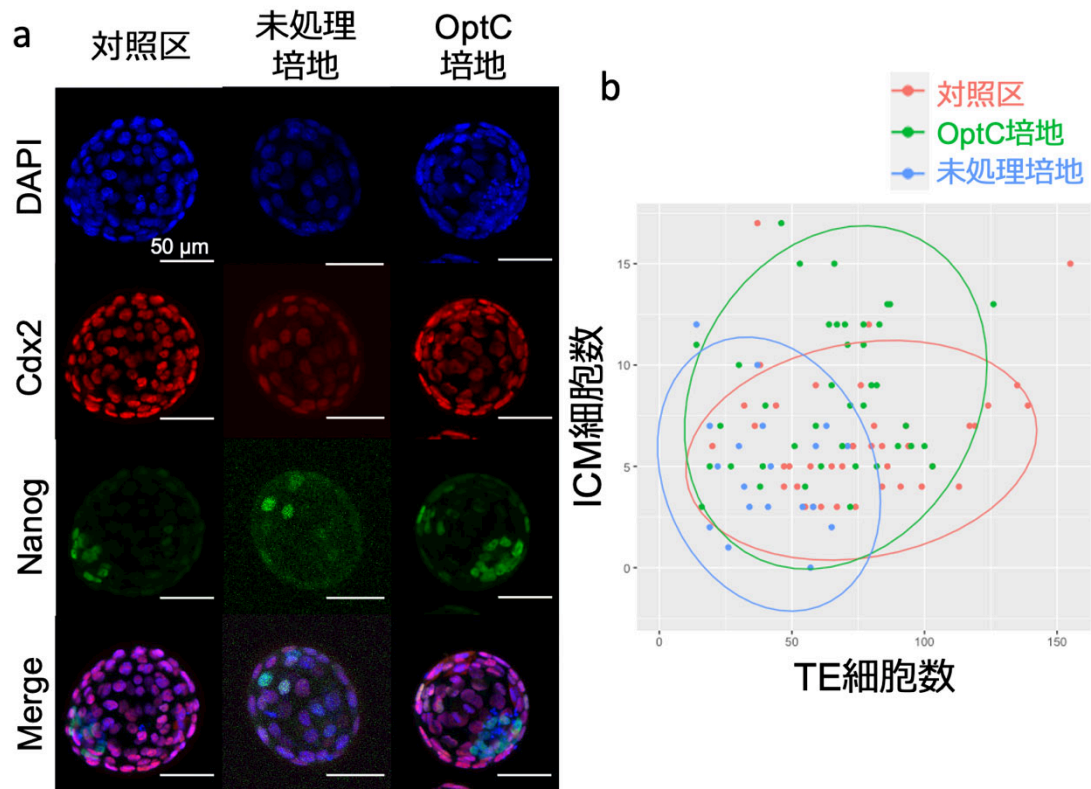 a
対照区
未処理
培地
OptC
培地
DAPI
50 μm
Cdx2
Nanog
Merge
b
対照区
OptC培地
未処理培地
ICM細胞数
15
10
5
0
0
50
100
150
TE細胞数